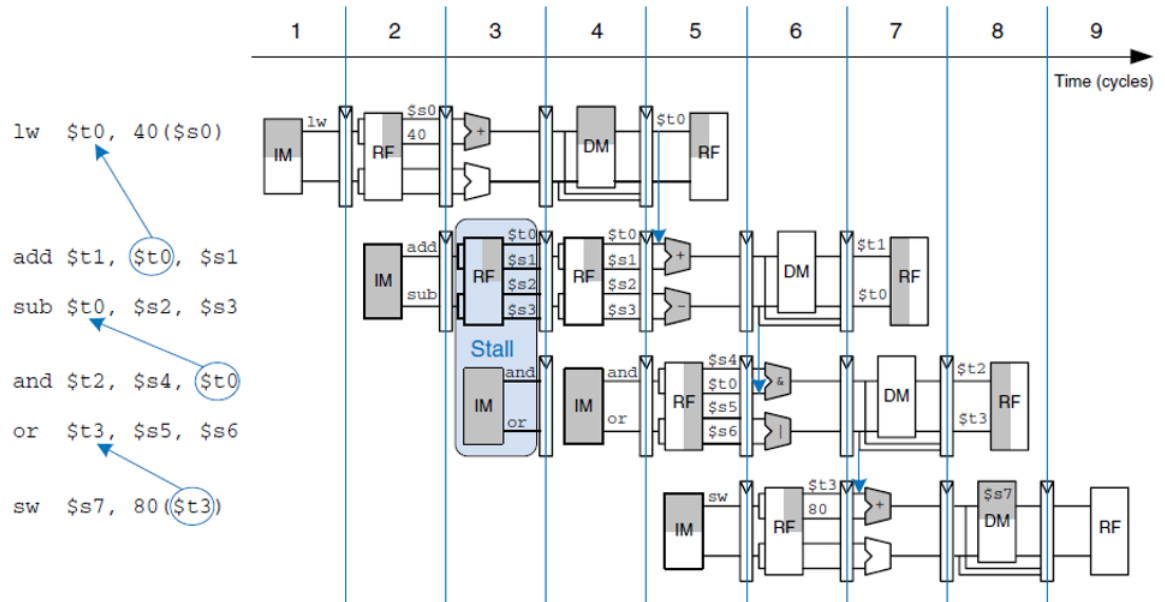 1 2 3 4 5 6 7 8 9
Time (cycles)
lw $t0, 40($s0)
IM lw RF $s0 40 + DM $t0 RF
add $t1, $t0, $s1
sub $t0, $s2, $s3
IM add sub RF $t0 $s1 $s2 $s3 RF $t0 $s1 $s2 $s3 + - DM $t1 $t0 RF
Stall
and $t2, $s4, $t0
or $t3, $s5, $s6
IM and or IM and or RF $s4 $t0 $s5 $s6 & | DM $t2 $t3 RF
sw $s7, 80($t3)
IM sw RF $t3 80 + $s7 DM RF